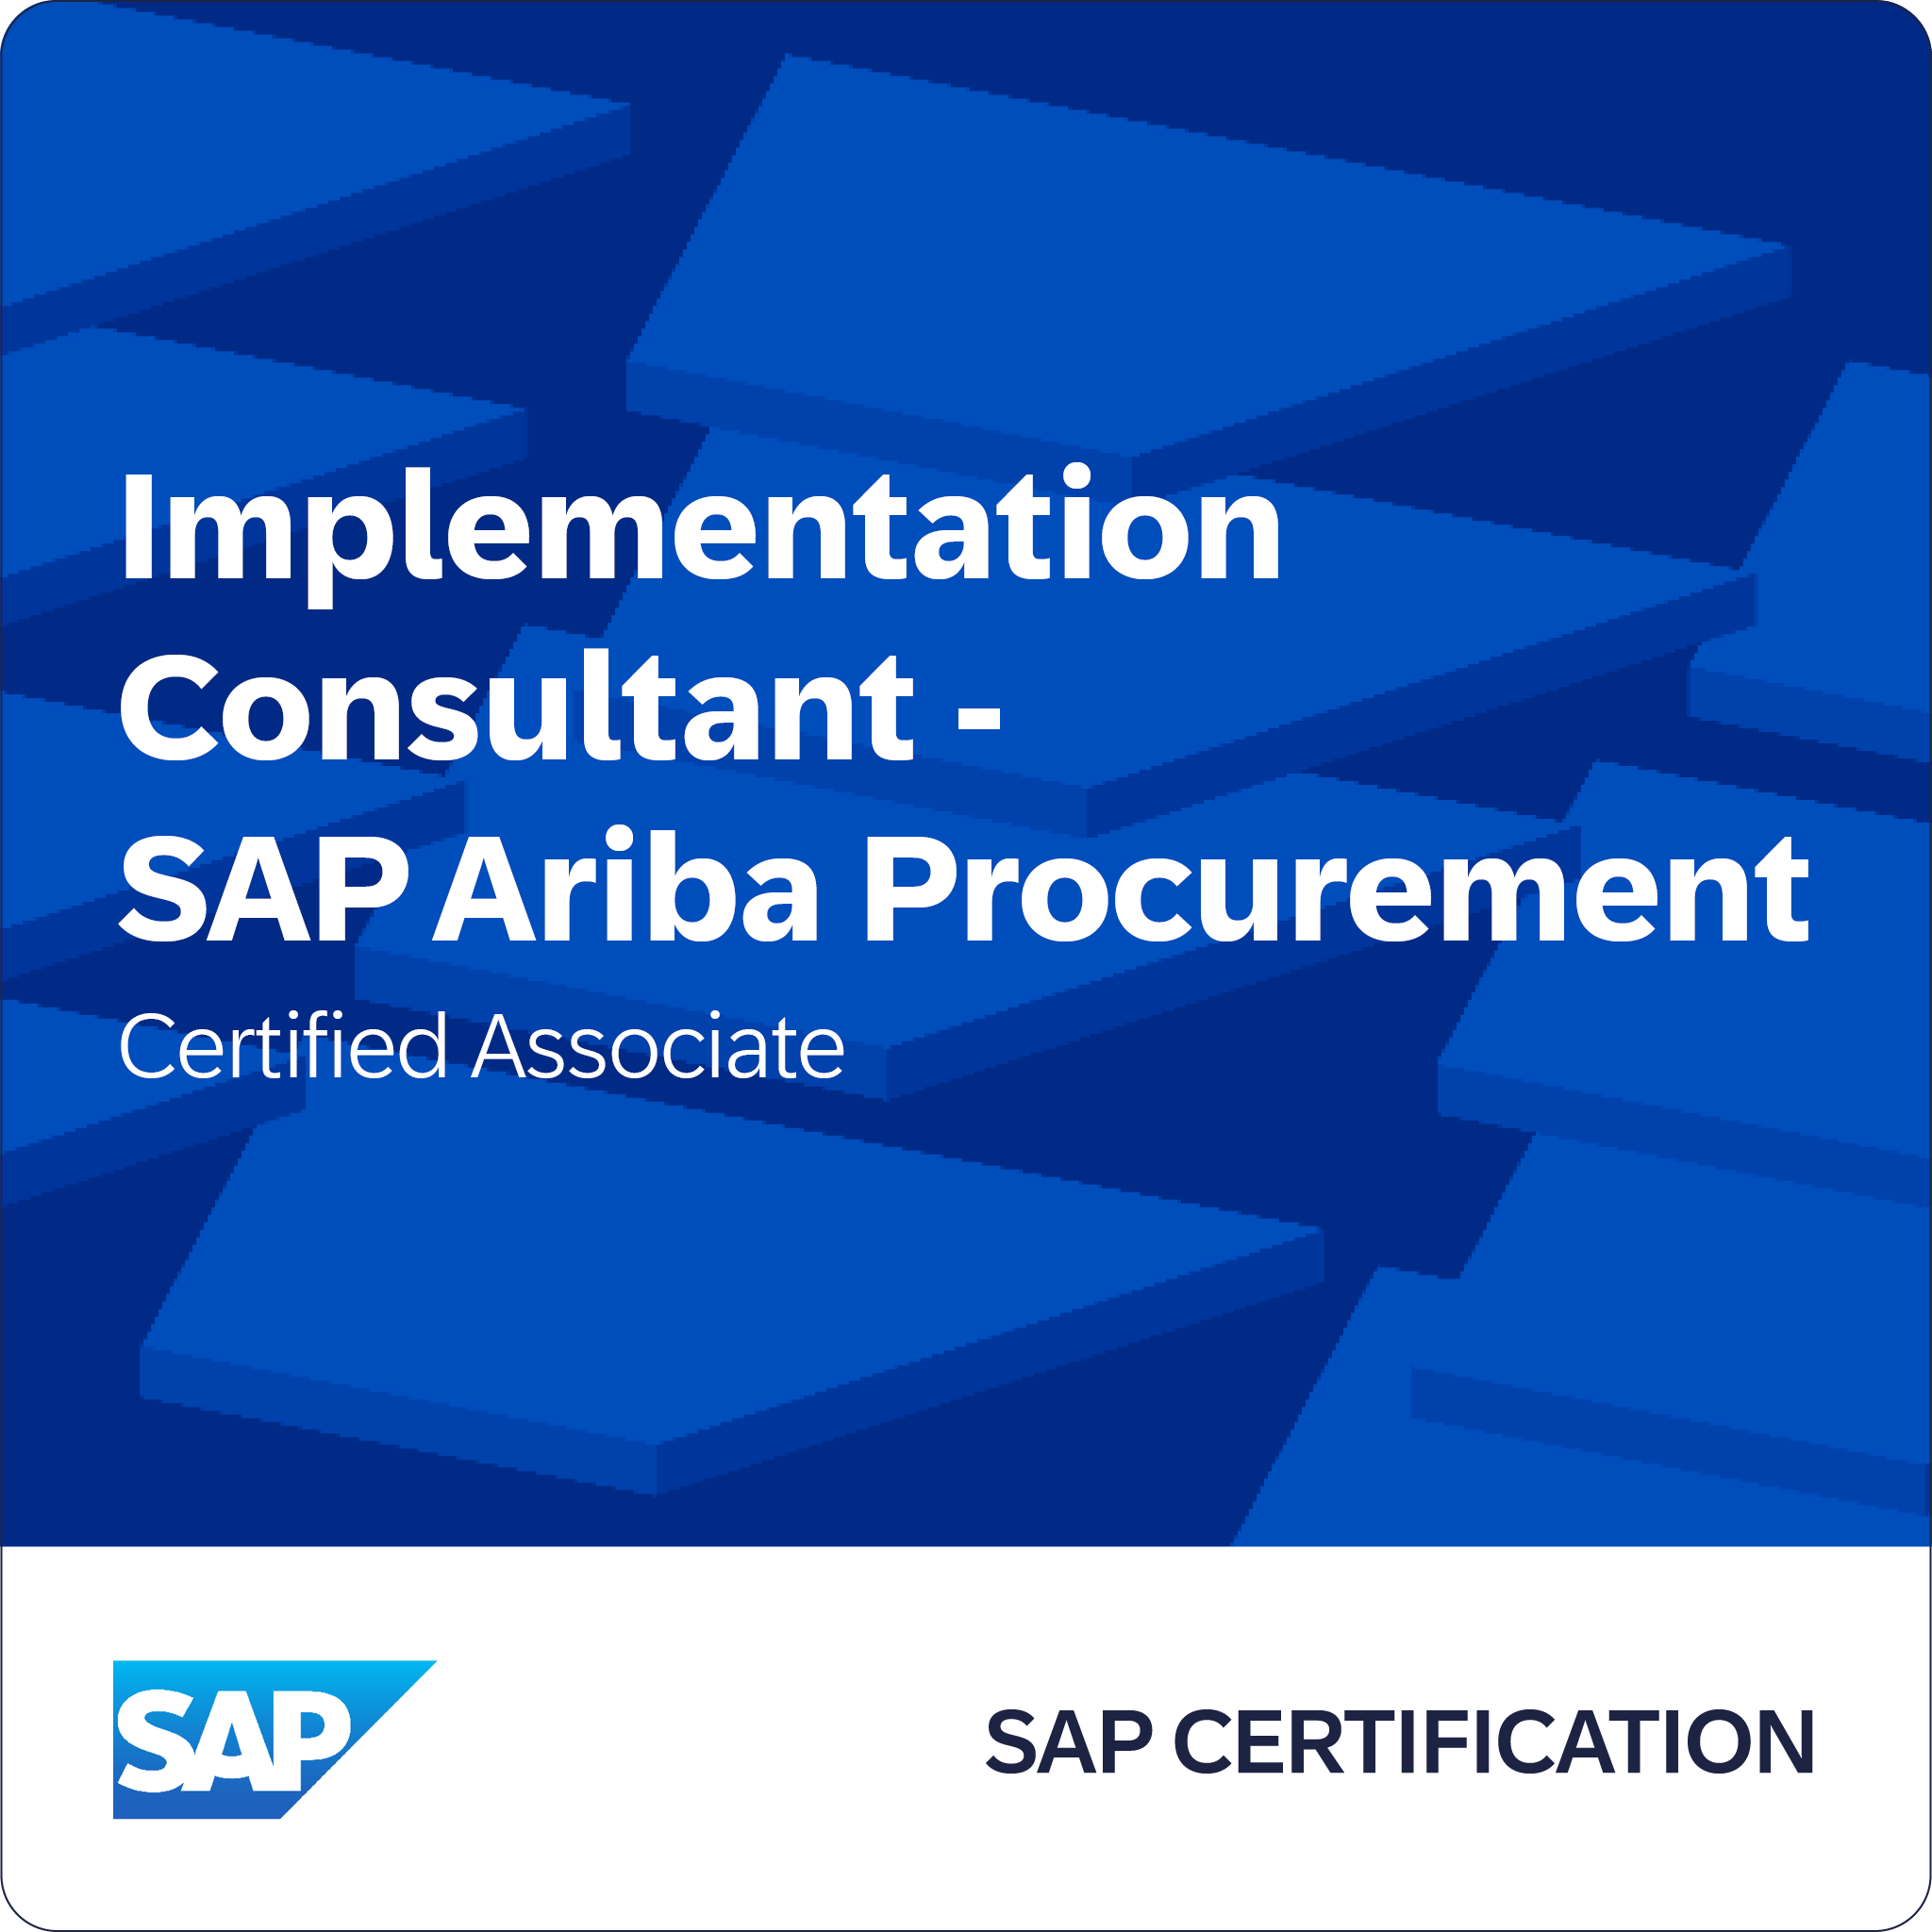 Implementation
Consultant -
SAP Ariba Procurement
Certified Associate
SAP
SAP CERTIFICATION